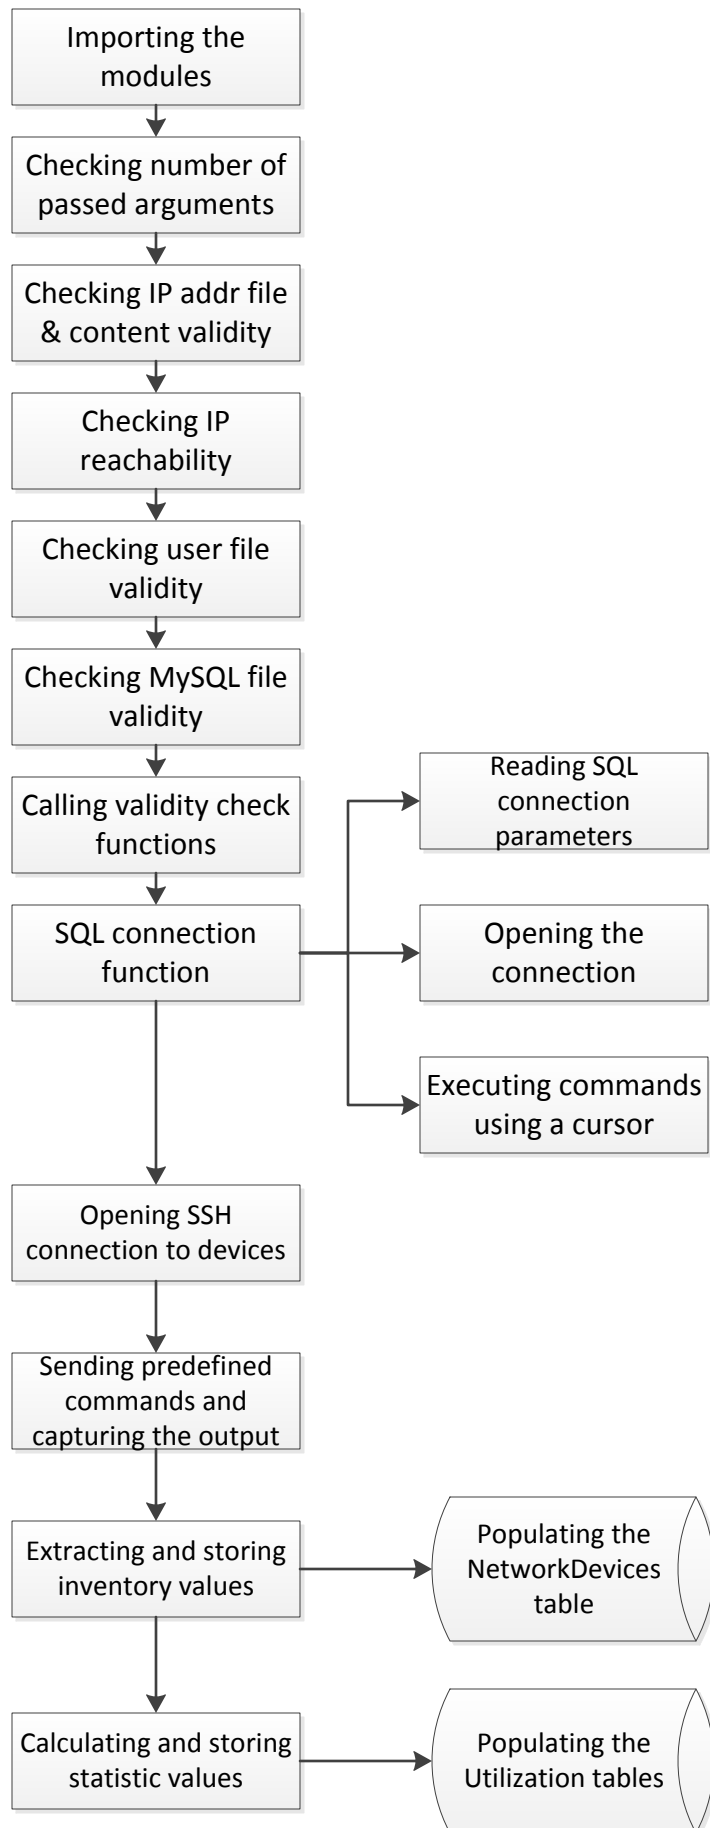 Importing the
modules
Checking number of
passed arguments
Checking IP addr file
& content validity
Checking IP
reachability
Checking user file
validity
Checking MySQL file
validity
Calling validity check
functions
SQL connection
function
Reading SQL
connection
parameters
Opening the
connection
Executing commands
using a cursor
Opening SSH
connection to devices
Sending predefined
commands and
capturing the output
Extracting and storing
inventory values
Populating the
NetworkDevices
table
Calculating and storing
statistic values
Populating the
Utilization tables